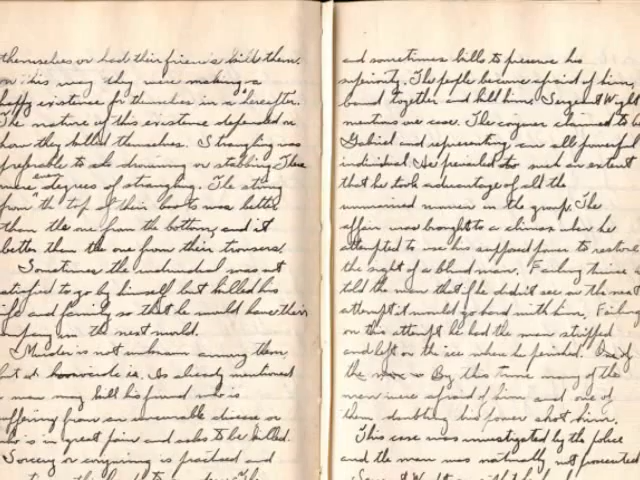 themselves or had their friends kill them.
on this way they were making a
happy existence for themselves in a "hereafter.
The nature of this existence depended on
how they killed themselves. Strangling was
preferable to drowning or stabbing. There
were even degrees of strangling. The string
from the top of their boots was better
than the one from the bottom, and it
better than the one from their trousers.
Sometimes the individual was not
satisfied to go by himself but killed his
wife and family so that he would have their
company in the next world.
Murder is not unknown among them
but homicide is. As already mentioned
a man may kill his friend who is
suffering from an incurable disease or
who is in great pain and asks to be killed.
Sorcery or conjuring is practised and
and sometimes kills to preserve his
superiority. The people became afraid of him,
band together and kill him. Sergeant Wight
mentions one case. The conjurer claimed to be
Gabriel and representing an all powerful
individual. He to such an extent
that he took advantage of all the
unmarried women in the group. The
affair was brought to a climax when he
attempted to use his supposed power to restore
the sight of a blind man. Failing twice he
told the man that if he did not see on the next
attempt it would go hard with him. Failing
on this attempt he had the man stripped
and left on the ice where he perished.
the By this time many of the
men were afraid of him and one of
them doubting his power shot him.
This case was investigated by the police
and the man was naturally not prosecuted